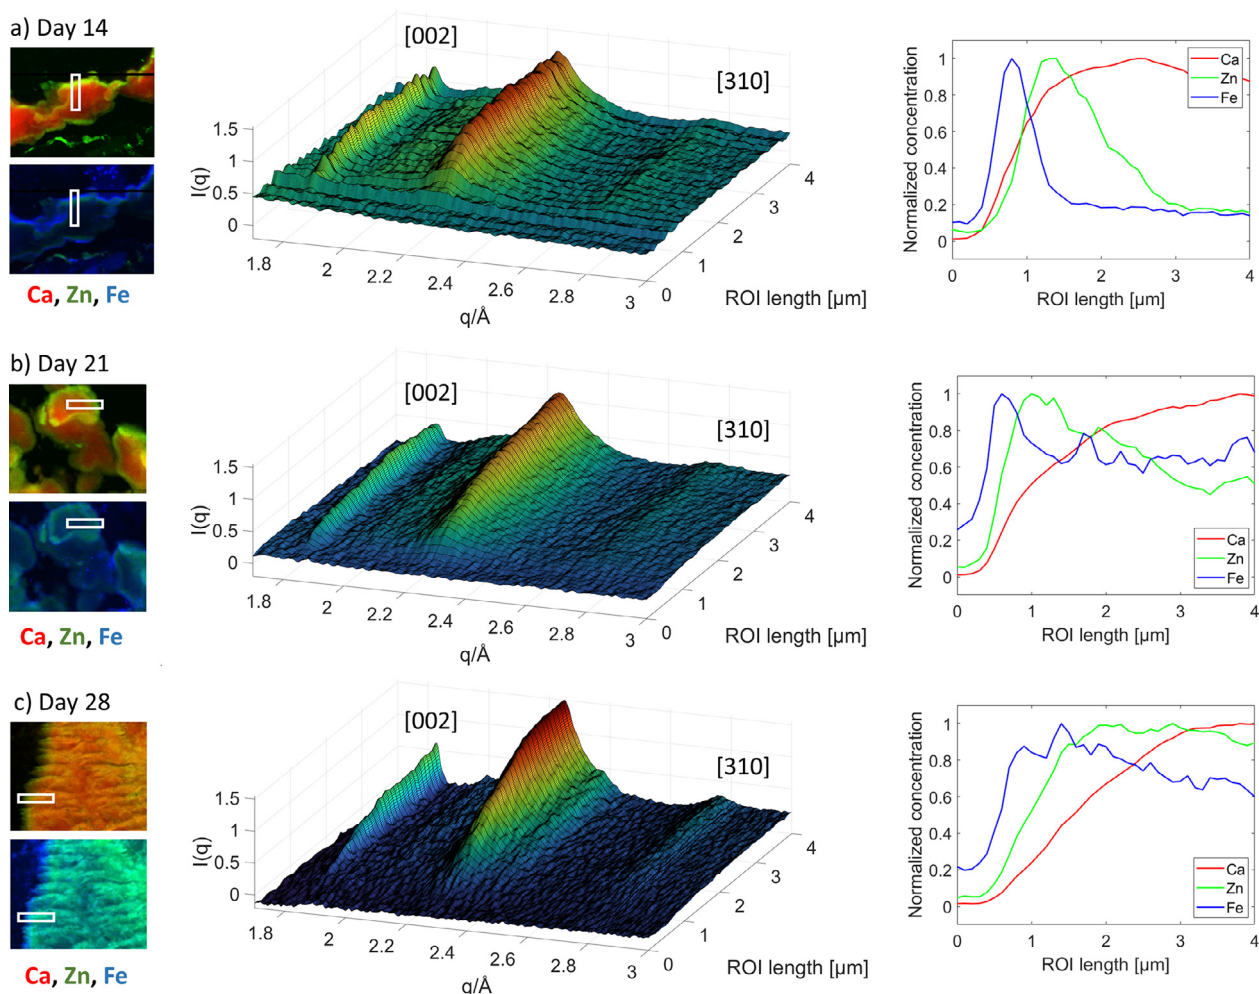 a) Day 14
Ca, Zn, Fe
[002]
[310]
1.5
1
0.5
0
I(q)
1.8
2
2.2
2.4
2.6
2.8
3
q/Å
0
1
2
3
4
ROI length [µm]
Normalized concentration
1
0.8
0.6
0.4
0.2
0
0
1
2
3
4
ROI length [µm]
Ca
Zn
Fe
b) Day 21
Ca, Zn, Fe
[002]
[310]
1.5
1
0.5
0
I(q)
1.8
2
2.2
2.4
2.6
2.8
3
q/Å
0
1
2
3
4
ROI length [µm]
Normalized concentration
1
0.8
0.6
0.4
0.2
0
0
1
2
3
4
ROI length [µm]
Ca
Zn
Fe
c) Day 28
Ca, Zn, Fe
[002]
[310]
1.5
1
0.5
0
I(q)
1.8
2
2.2
2.4
2.6
2.8
3
q/Å
0
1
2
3
4
ROI length [µm]
Normalized concentration
1
0.8
0.6
0.4
0.2
0
0
1
2
3
4
ROI length [µm]
Ca
Zn
Fe